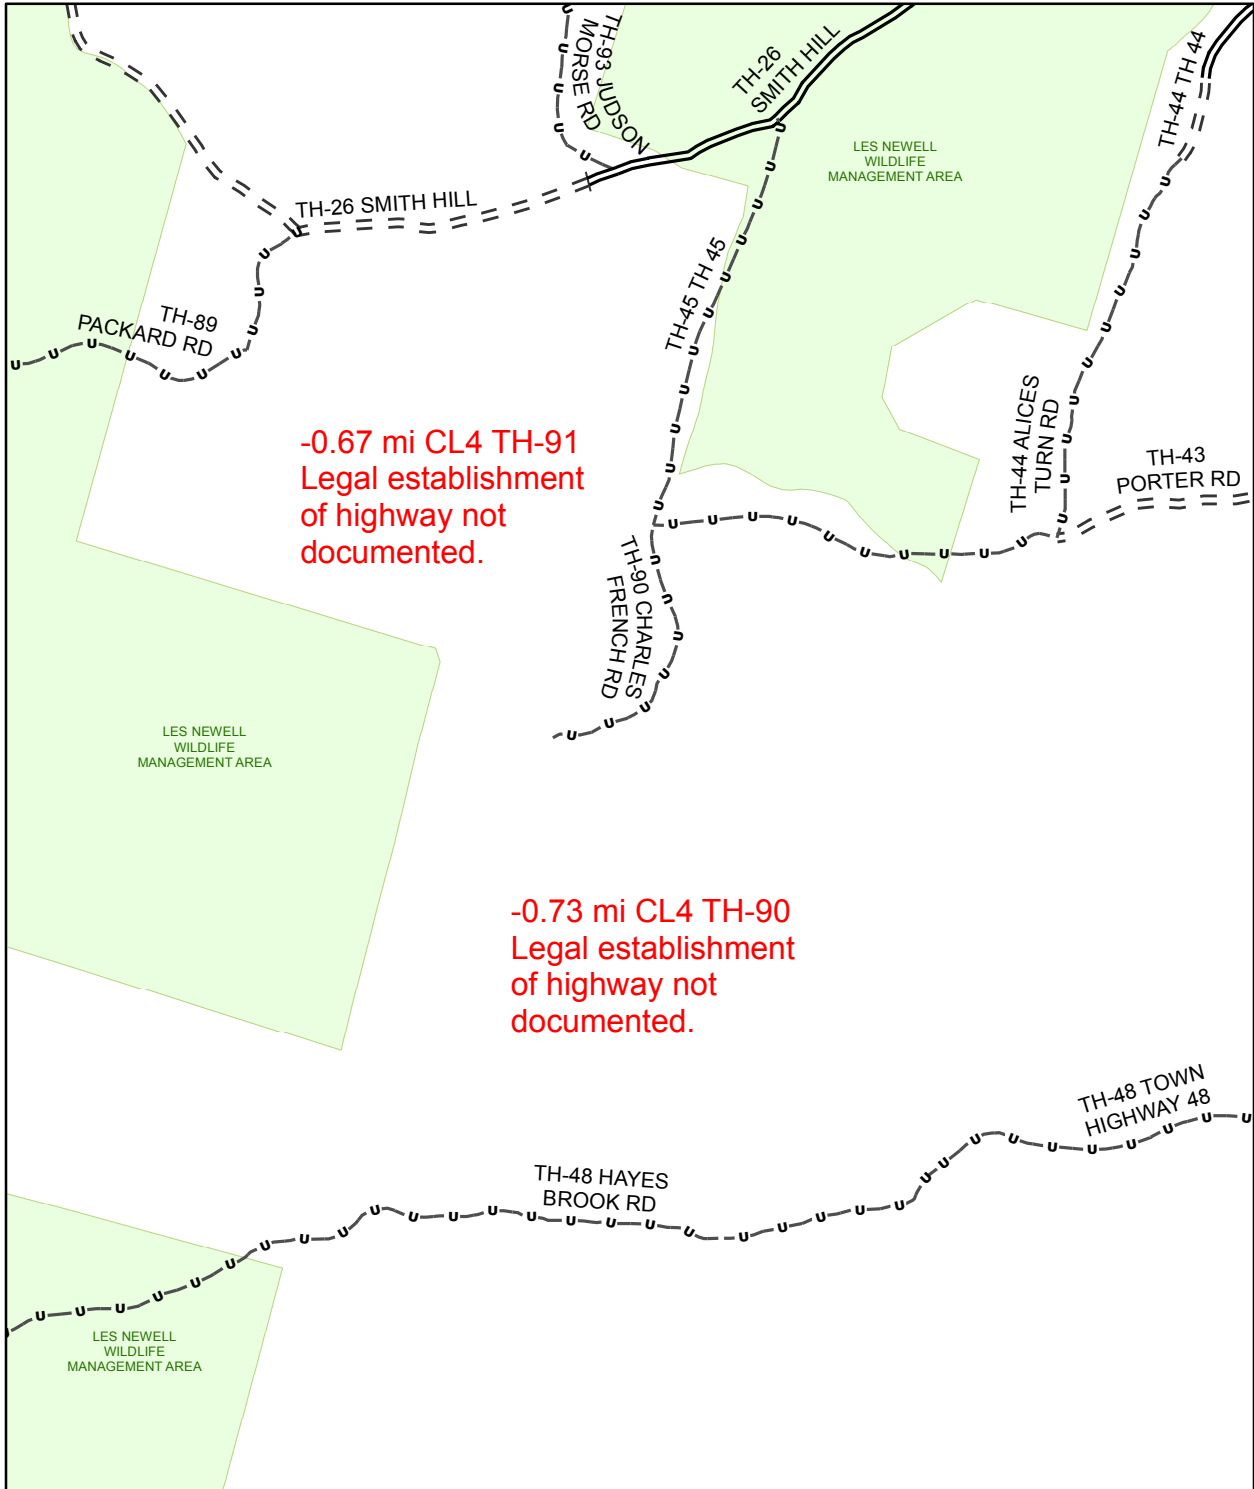 TH-93 JUDSON
MORSE RD
TH-26
SMITH HILL
TH-44 TH 44
LES NEWELL
WILDLIFE
MANAGEMENT AREA
TH-26 SMITH HILL
TH-45 TH 45
TH-89
PACKARD RD
TH-44 ALICES
TURN RD
TH-43
PORTER RD
-0.67 mi CL4 TH-91
Legal establishment
of highway not
documented.
TH-90 CHARLES
FRENCH RD
LES NEWELL
WILDLIFE
MANAGEMENT AREA
-0.73 mi CL4 TH-90
Legal establishment
of highway not
documented.
TH-48 TOWN
HIGHWAY 48
TH-48 HAYES
BROOK RD
LES NEWELL
WILDLIFE
MANAGEMENT AREA